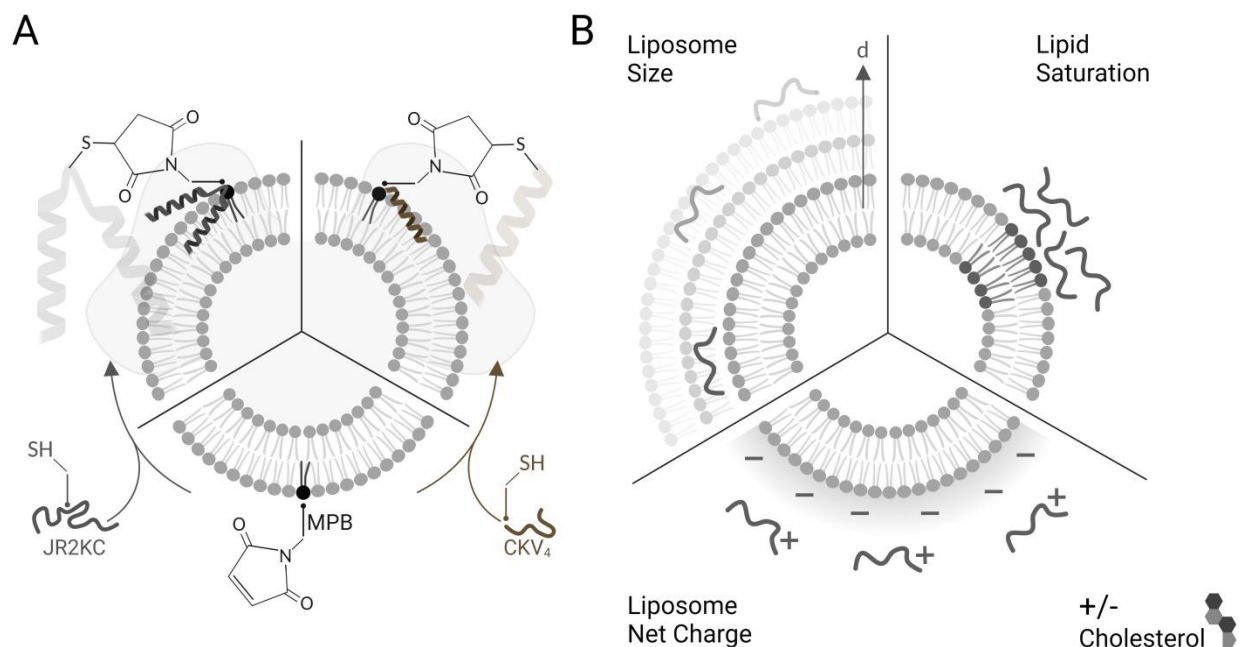 A
O
S
N
O
O
N
S
O
SH
JR2KC
MPB
O
N
O
SH
CKV₄
B
Liposome
Size
d
Lipid
Saturation
−
−
−
−
−
+
+
+
Liposome
Net Charge
+/-
Cholesterol